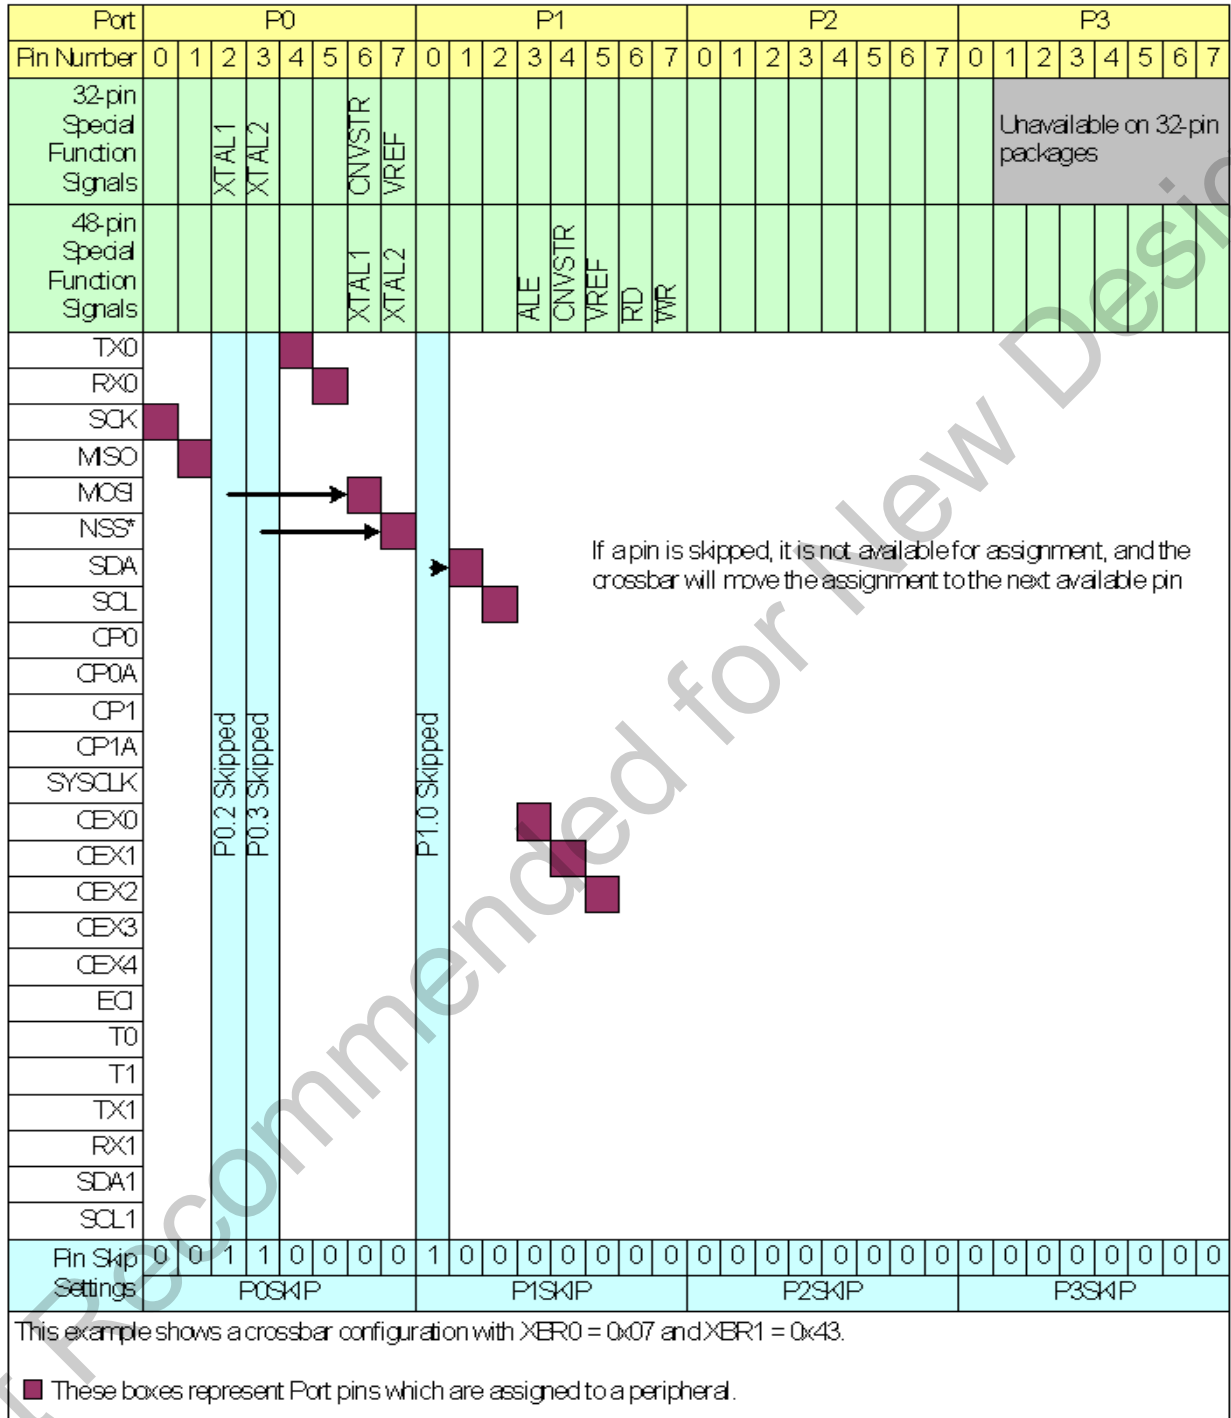 Port P0 P1 P2 P3
Pin Number 0 1 2 3 4 5 6 7 0 1 2 3 4 5 6 7 0 1 2 3 4 5 6 7 0 1 2 3 4 5 6 7
32-pin
Special
Function
Signals
XTAL1
XTAL2
CNVSTR
VREF
Unavailable on 32-pin
packages
48-pin
Special
Function
Signals
XTAL1
XTAL2
ALE
CNVSTR
VREF
RD
WR
TX0
RX0
SCK
MISO
MOSI
NSS*
SDA
SCL
CP0
CP0A
CP1
CP1A
SYSCLK
CEX0
CEX1
CEX2
CEX3
CEX4
ECI
T0
T1
TX1
RX1
SDA1
SCL1
P0.2 Skipped
P0.3 Skipped
P1.0 Skipped
If a pin is skipped, it is not available for assignment, and the
crossbar will move the assignment to the next available pin
Pin Skip 0 0 1 1 0 0 0 0 1 0 0 0 0 0 0 0 0 0 0 0 0 0 0 0 0 0 0 0 0 0 0 0
Settings P0SKIP P1SKIP P2SKIP P3SKIP
This example shows a crossbar configuration with XBR0 = 0x07 and XBR1 = 0x43.
These boxes represent Port pins which are assigned to a peripheral.
Recommended for New Desig